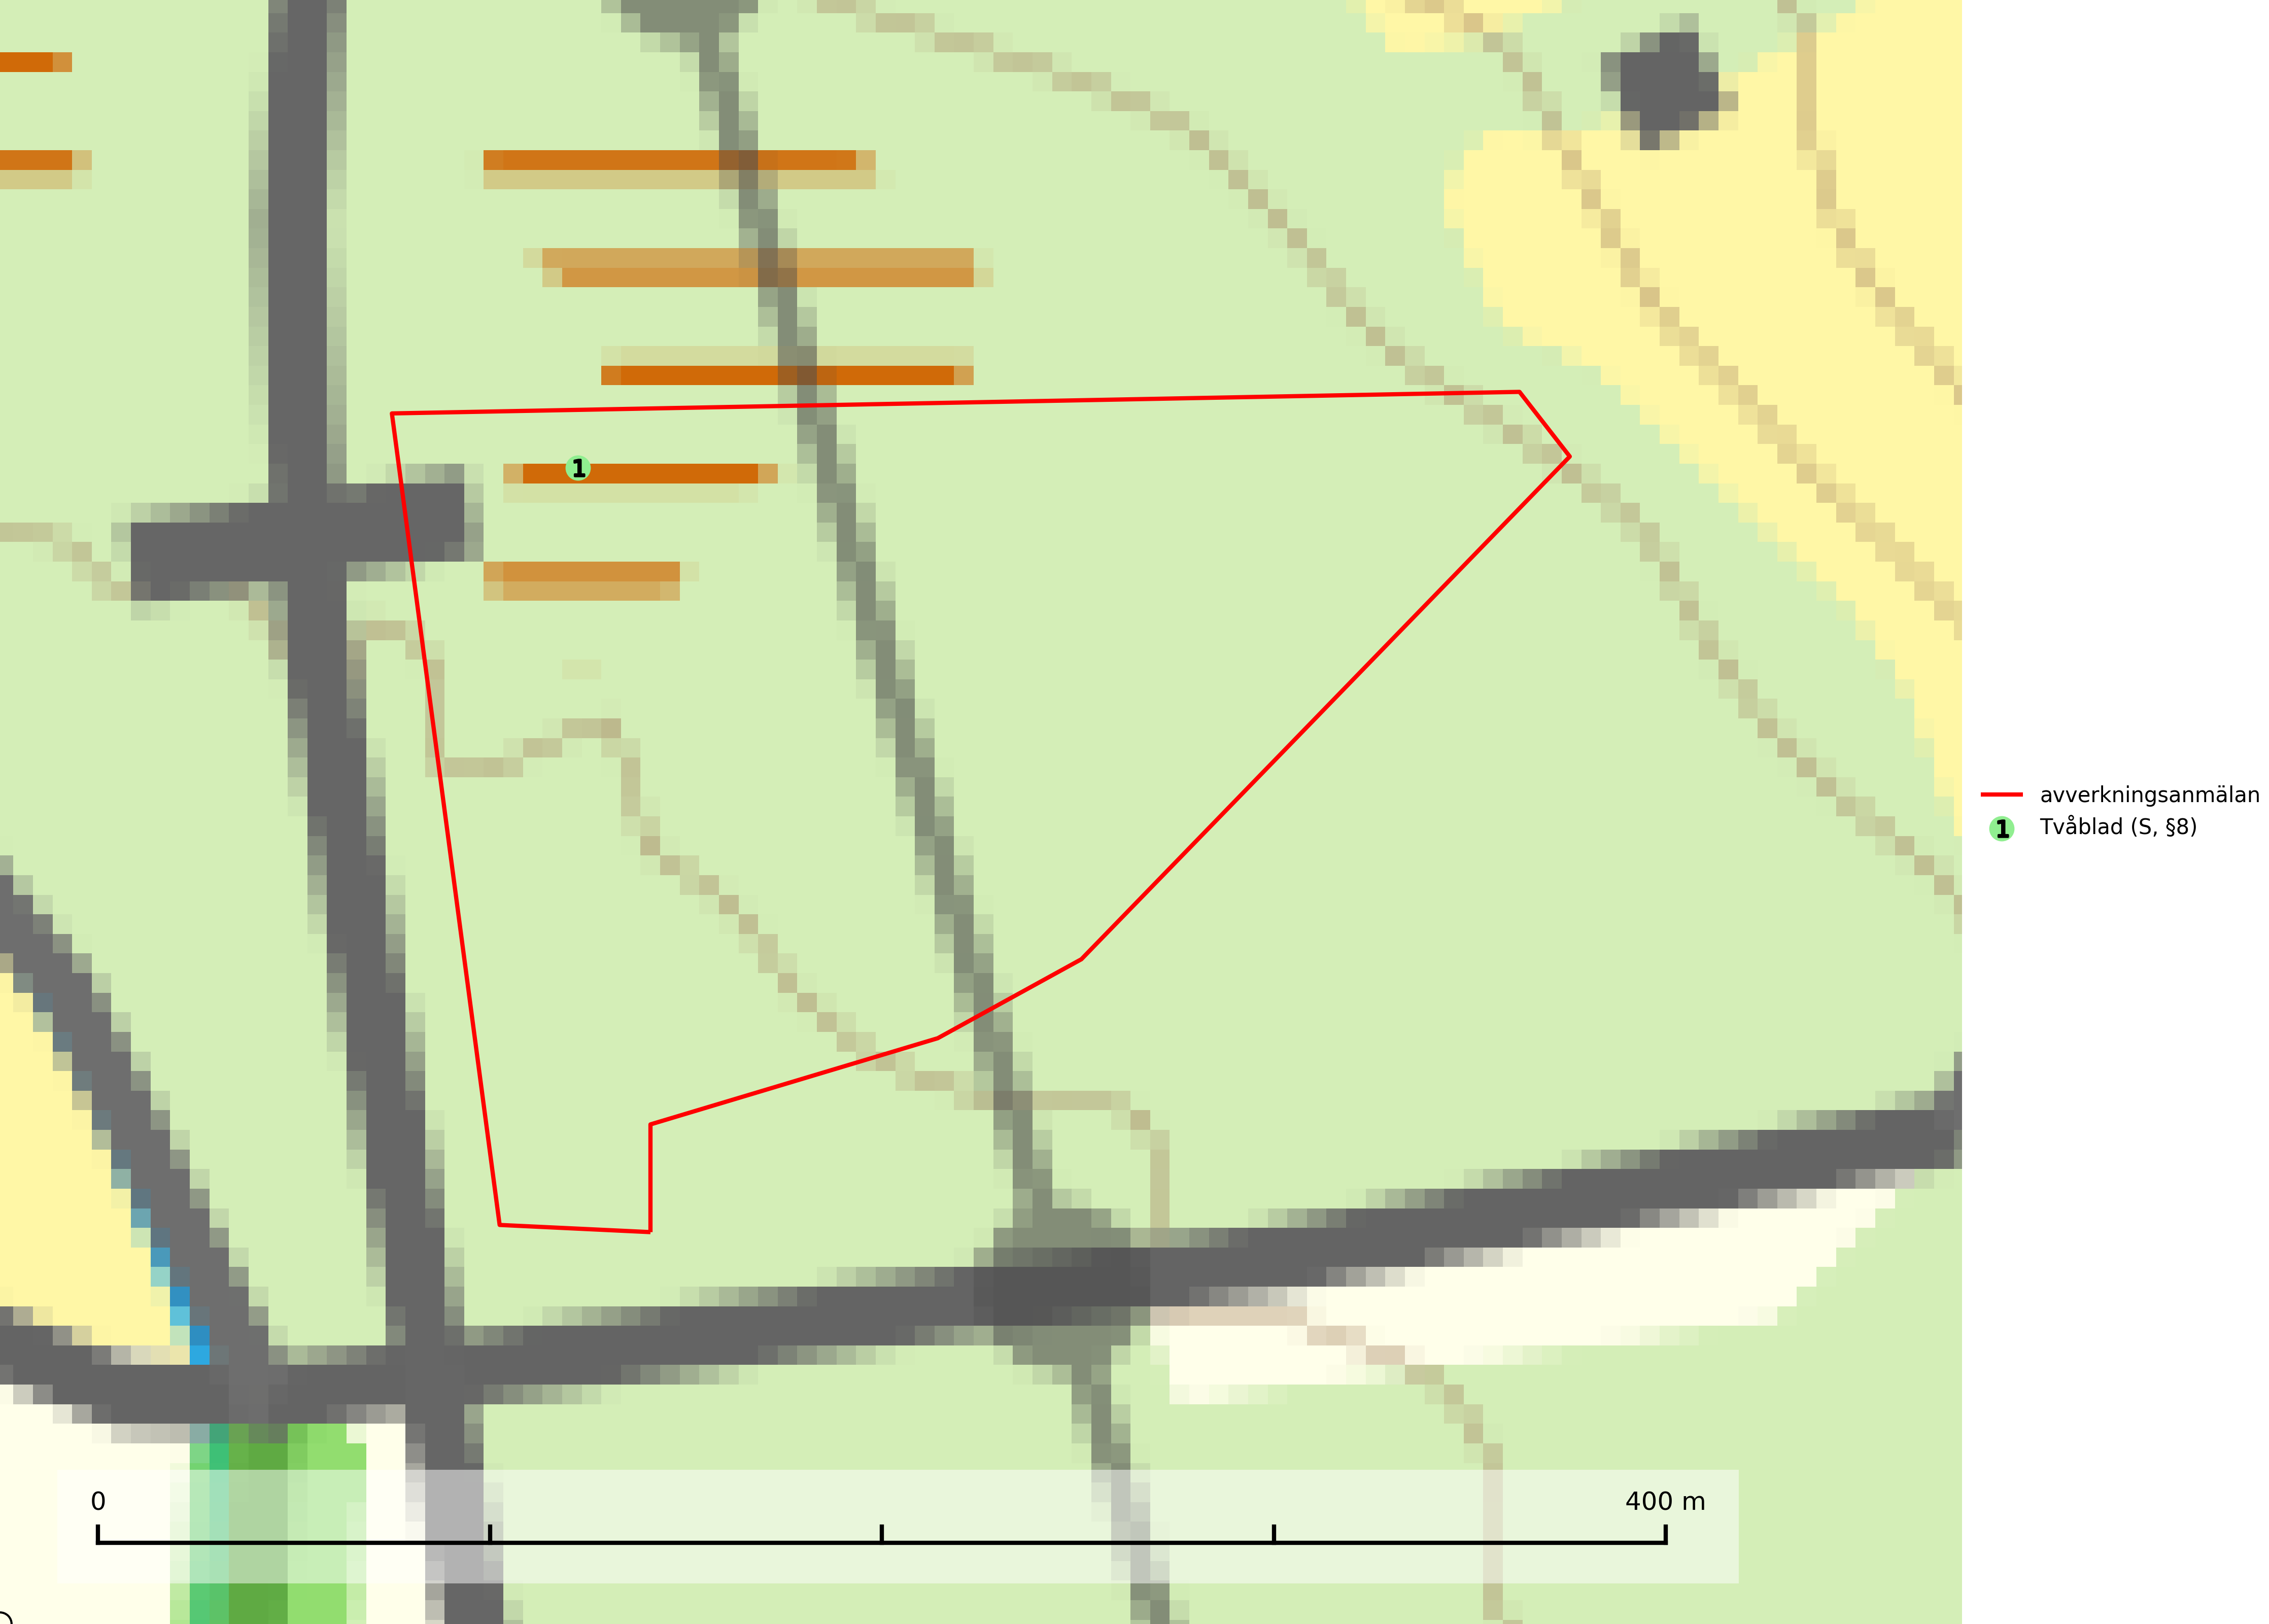 1
avverkningsanmälan
1 Tvåblad (S, §8)
0 400 m